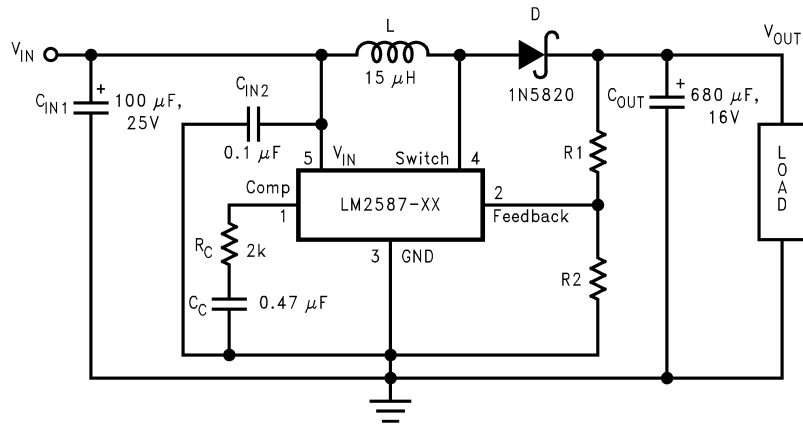 L
D
VIN
VOUT
15 μH
1N5820
CIN1
+
100 μF,
25V
CIN2
0.1 μF
COUT
+
680 μF,
16V
R1
LOAD
5
VIN
Switch
4
Comp
1
LM2587-XX
2
Feedback
RC
2k
3
GND
R2
CC
0.47 μF